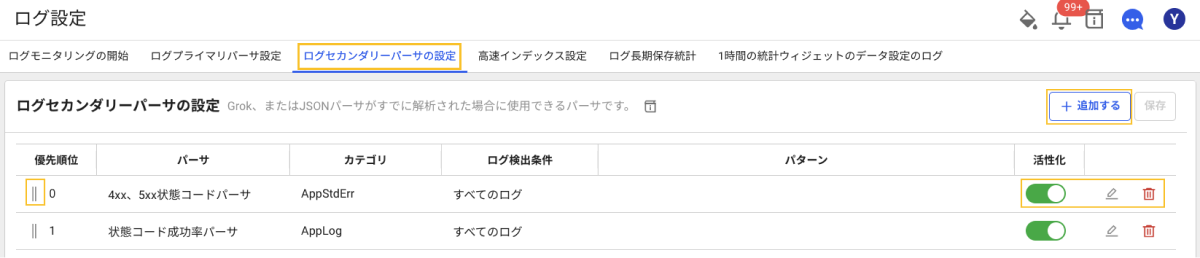 ログ設定
99+
Y
ログモニタリングの開始 ログプライマリパーサ設定 ログセカンダリーパーサの設定 高速インデックス設定 ログ長期保存統計 1時間の統計ウィジェットのデータ設定のログ
ログセカンダリーパーサの設定 Grok、またはJSONパーサがすでに解析された場合に使用できるパーサです。 + 追加する 保存
優先順位 パーサ カテゴリ ログ検出条件 パターン 活性化
0 4xx、5xx状態コードパーサ AppStdErr すべてのログ
1 状態コード成功率パーサ AppLog すべてのログ